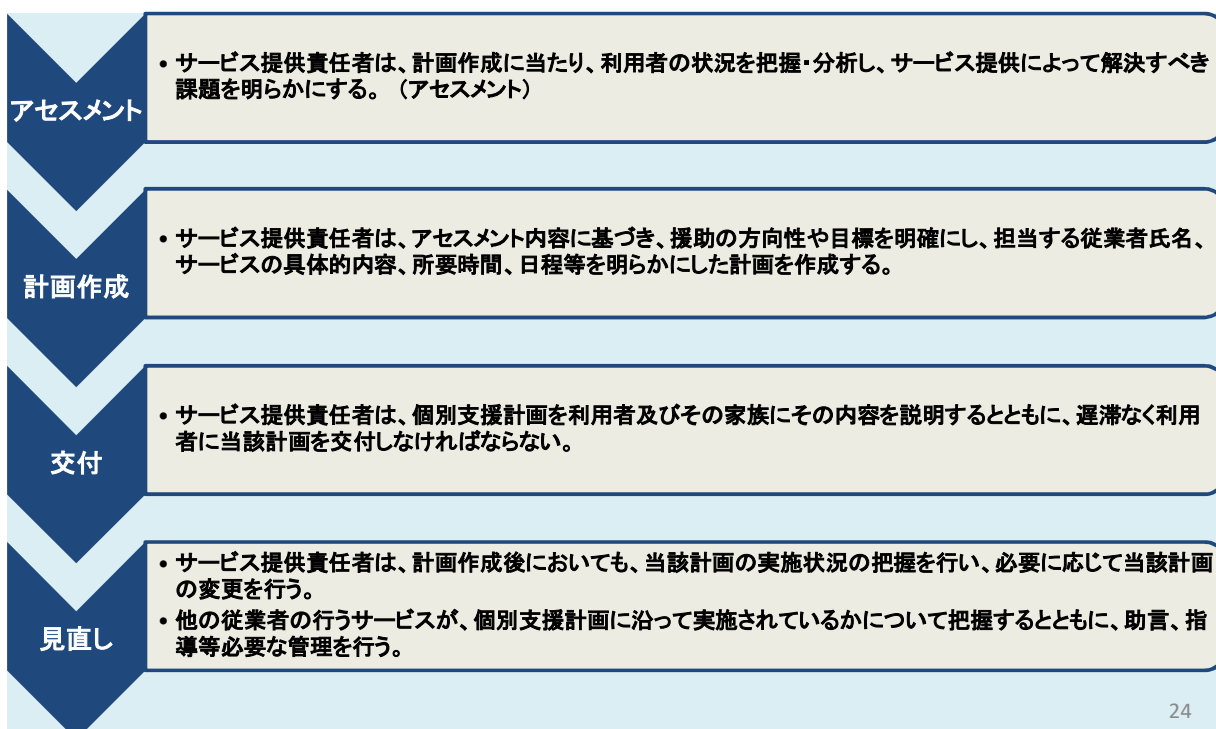 アセスメント
• サービス提供責任者は、計画作成に当たり、利用者の状況を把握・分析し、サービス提供によって解決すべき
課題を明らかにする。（アセスメント）
計画作成
• サービス提供責任者は、アセスメント内容に基づき、援助の方向性や目標を明確にし、担当する従業者氏名、
サービスの具体的内容、所要時間、日程等を明らかにした計画を作成する。
交付
• サービス提供責任者は、個別支援計画を利用者及びその家族にその内容を説明するとともに、遅滞なく利用
者に当該計画を交付しなければならない。
見直し
• サービス提供責任者は、計画作成後においても、当該計画の実施状況の把握を行い、必要に応じて当該計画
の変更を行う。
• 他の従業者の行うサービスが、個別支援計画に沿って実施されているかについて把握するとともに、助言、指
導等必要な管理を行う。
24